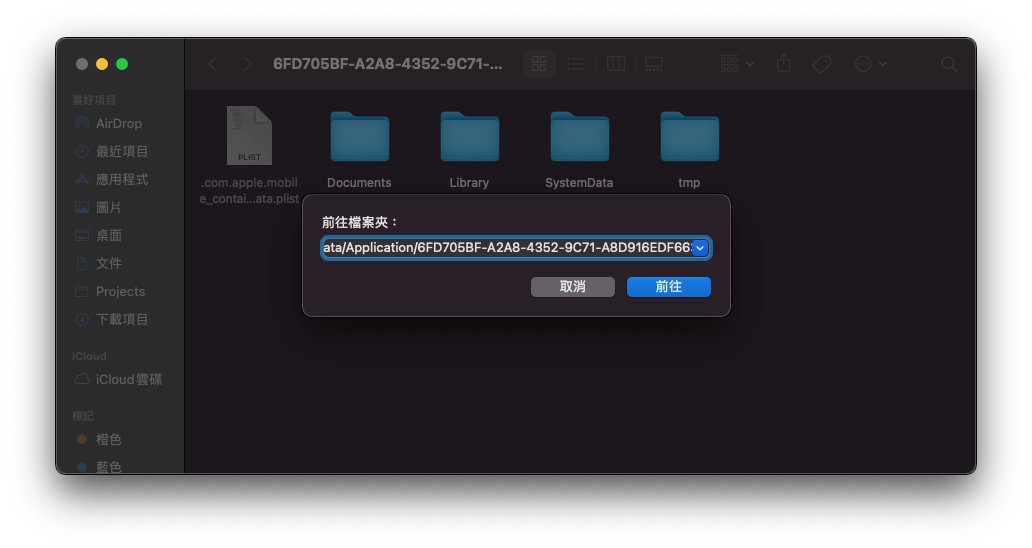 6FD705BF-A2A8-4352-9C71-...
喜好項目
AirDrop
最近項目
應用程式
圖片
桌面
文件
Projects
下載項目
iCloud
iCloud雲碟
標記
橙色
藍色
PLIST
.com.apple.mobil
e_contai...ata.plist
Documents
Library
SystemData
tmp
前往檔案夾：
ata/Application/6FD705BF-A2A8-4352-9C71-A8D916EDF66
取消
前往